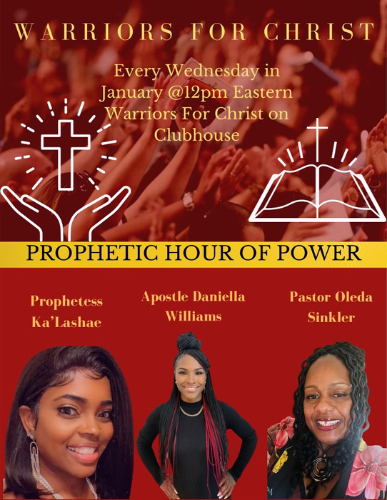 WARRIORS FOR CHRIST
Every Wednesday in
January @12pm Eastern
Warriors For Christ on
Clubhouse
PROPHETIC HOUR OF POWER
Prophetess
Ka'Lashae
Apostle Daniella
Williams
Pastor Oleda
Sinkler